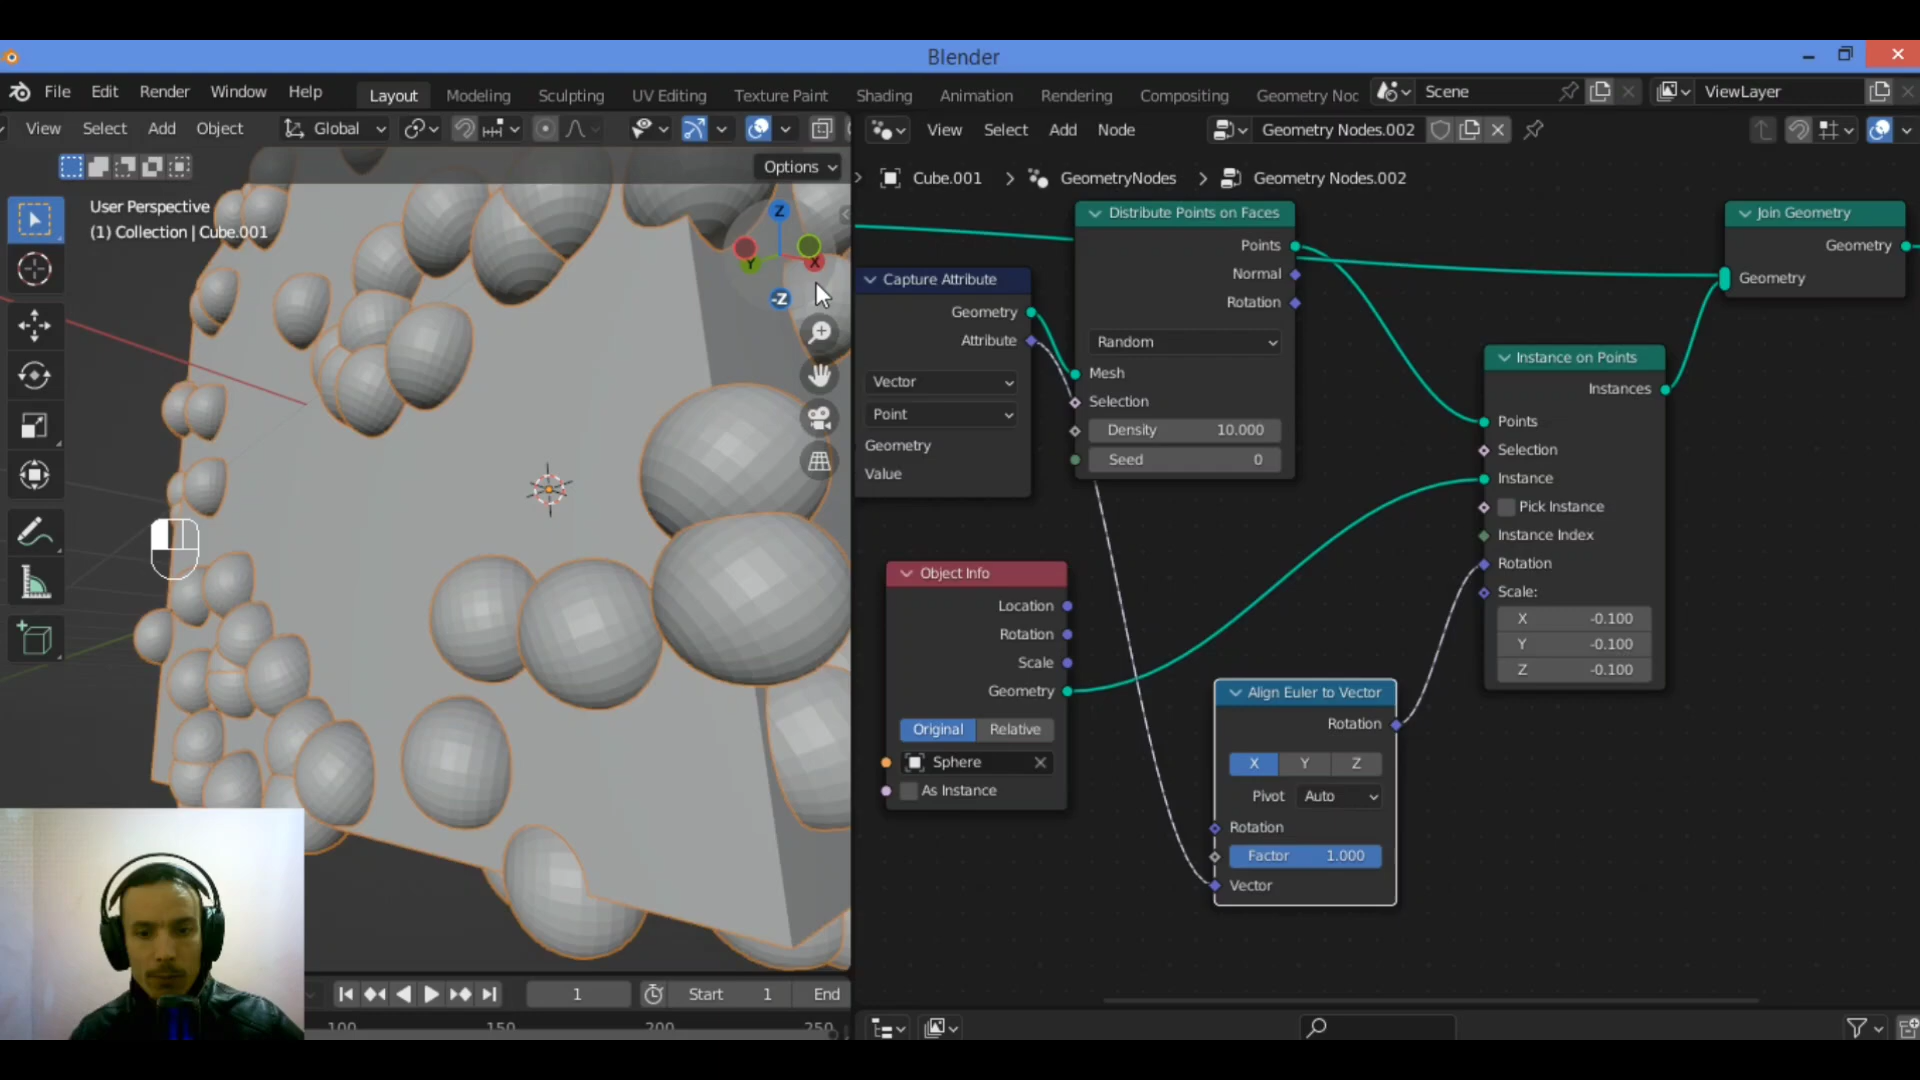 Blender
File Edit Render Window Help Layout Modeling Sculpting UV Editing Texture Paint Shading Animation Rendering Compositing Geometry Noc Scene ViewLayer
View Select Add Object Global View Select Add Node Geometry Nodes.002
Options
Cube.001 > GeometryNodes > Geometry Nodes.002
User Perspective
(1) Collection | Cube.001
Z
Y
X
-Z
Capture Attribute
Geometry
Attribute
Vector
Point
Geometry
Value
Distribute Points on Faces
Points
Normal
Rotation
Random
Mesh
Selection
Density 10.000
Seed 0
Join Geometry
Geometry
Geometry
Instance on Points
Instances
Points
Selection
Instance
Pick Instance
Instance Index
Rotation
Scale:
X -0.100
Y -0.100
Z -0.100
Object Info
Location
Rotation
Scale
Geometry
Original Relative
Sphere
As Instance
Align Euler to Vector
Rotation
X Y Z
Pivot Auto
Rotation
Factor 1.000
Vector
1 Start 1 End
100 150 200 250